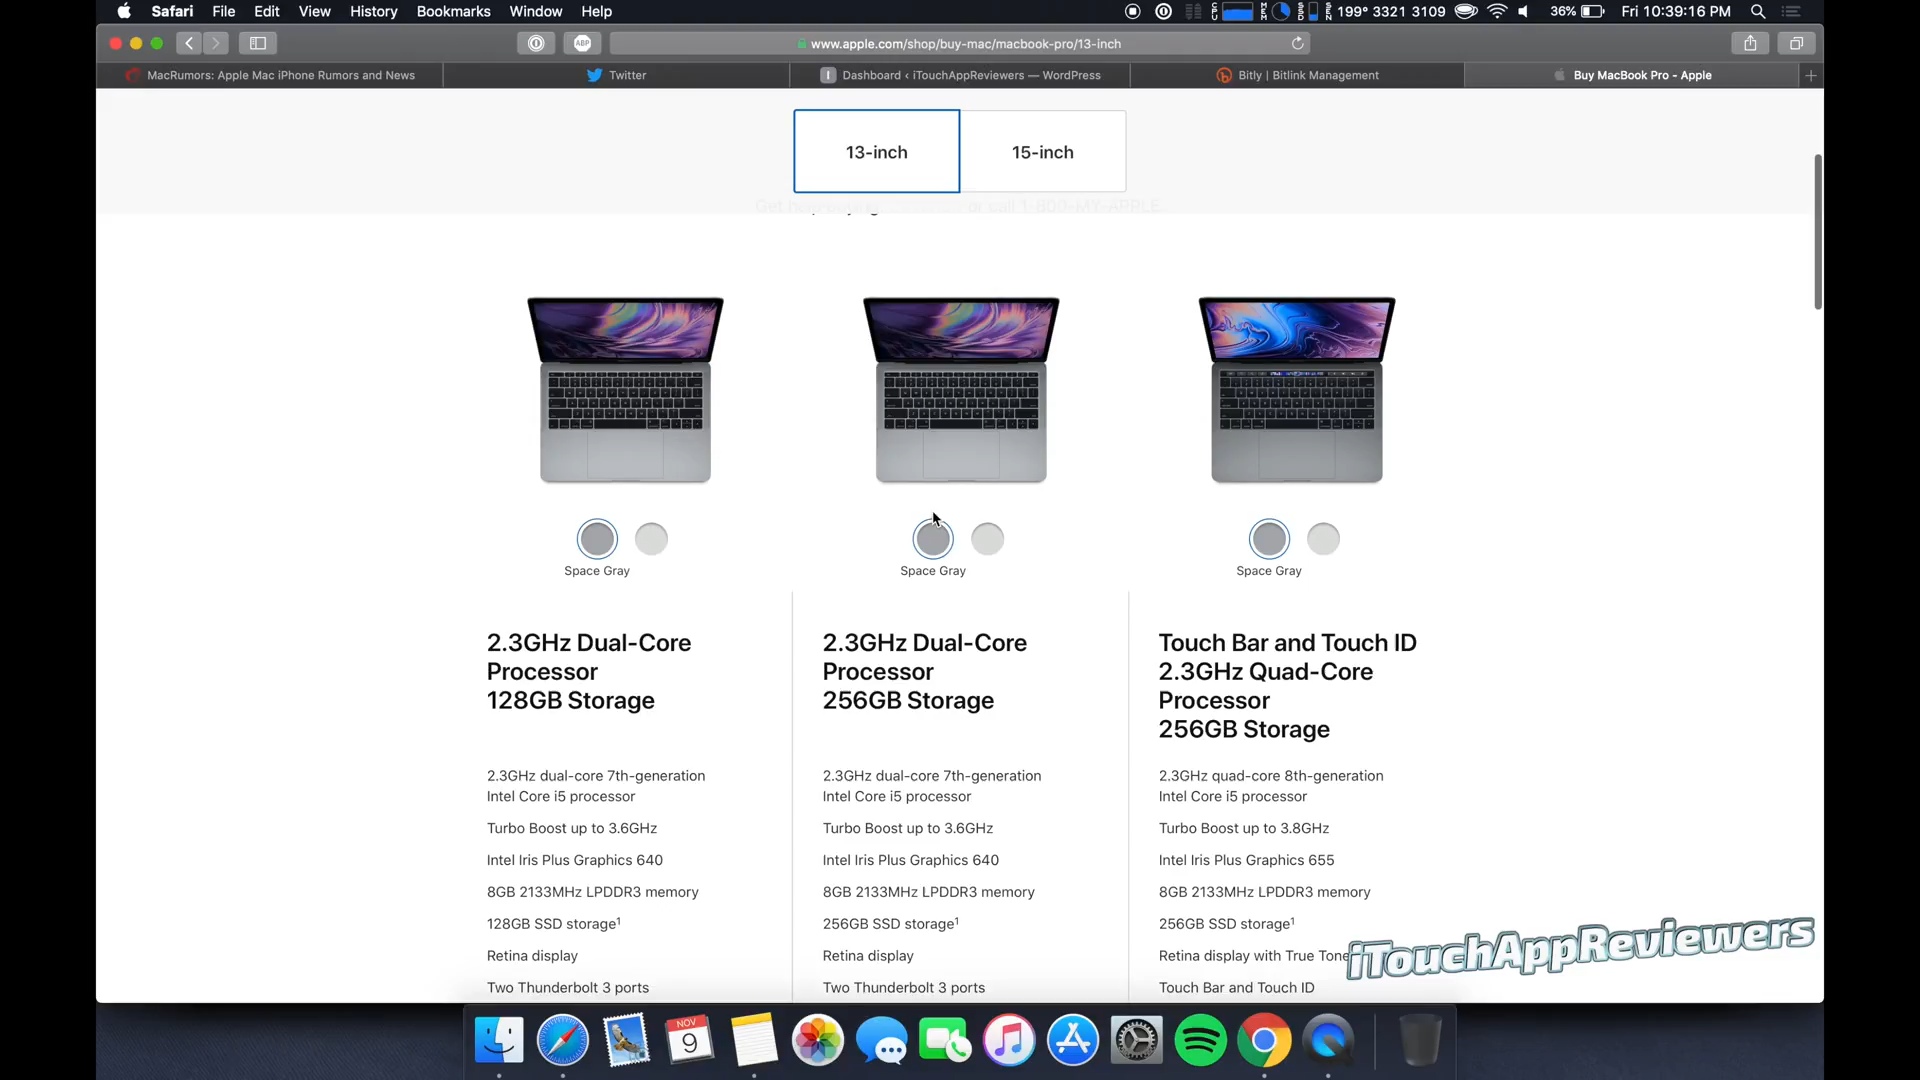 Safari File Edit View History Bookmarks Window Help 199° 3321 3109 36% Fri 10:39:16 PM
ABP www.apple.com/shop/buy-mac/macbook-pro/13-inch
MacRumors: Apple Mac iPhone Rumors and News Twitter Dashboard ‹ iTouchAppReviewers — WordPress Bitly | Bitlink Management Buy MacBook Pro - Apple
13-inch 15-inch
or call 1-800-MY-APPLE
Space Gray Space Gray Space Gray
2.3GHz Dual-Core
Processor
128GB Storage
2.3GHz dual-core 7th-generation
Intel Core i5 processor
Turbo Boost up to 3.6GHz
Intel Iris Plus Graphics 640
8GB 2133MHz LPDDR3 memory
128GB SSD storage¹
Retina display
Two Thunderbolt 3 ports
2.3GHz Dual-Core
Processor
256GB Storage
2.3GHz dual-core 7th-generation
Intel Core i5 processor
Turbo Boost up to 3.6GHz
Intel Iris Plus Graphics 640
8GB 2133MHz LPDDR3 memory
256GB SSD storage¹
Retina display
Two Thunderbolt 3 ports
Touch Bar and Touch ID
2.3GHz Quad-Core
Processor
256GB Storage
2.3GHz quad-core 8th-generation
Intel Core i5 processor
Turbo Boost up to 3.8GHz
Intel Iris Plus Graphics 655
8GB 2133MHz LPDDR3 memory
256GB SSD storage¹
Retina display with True Tone
Touch Bar and Touch ID
iTouchAppReviewers
NOV
9